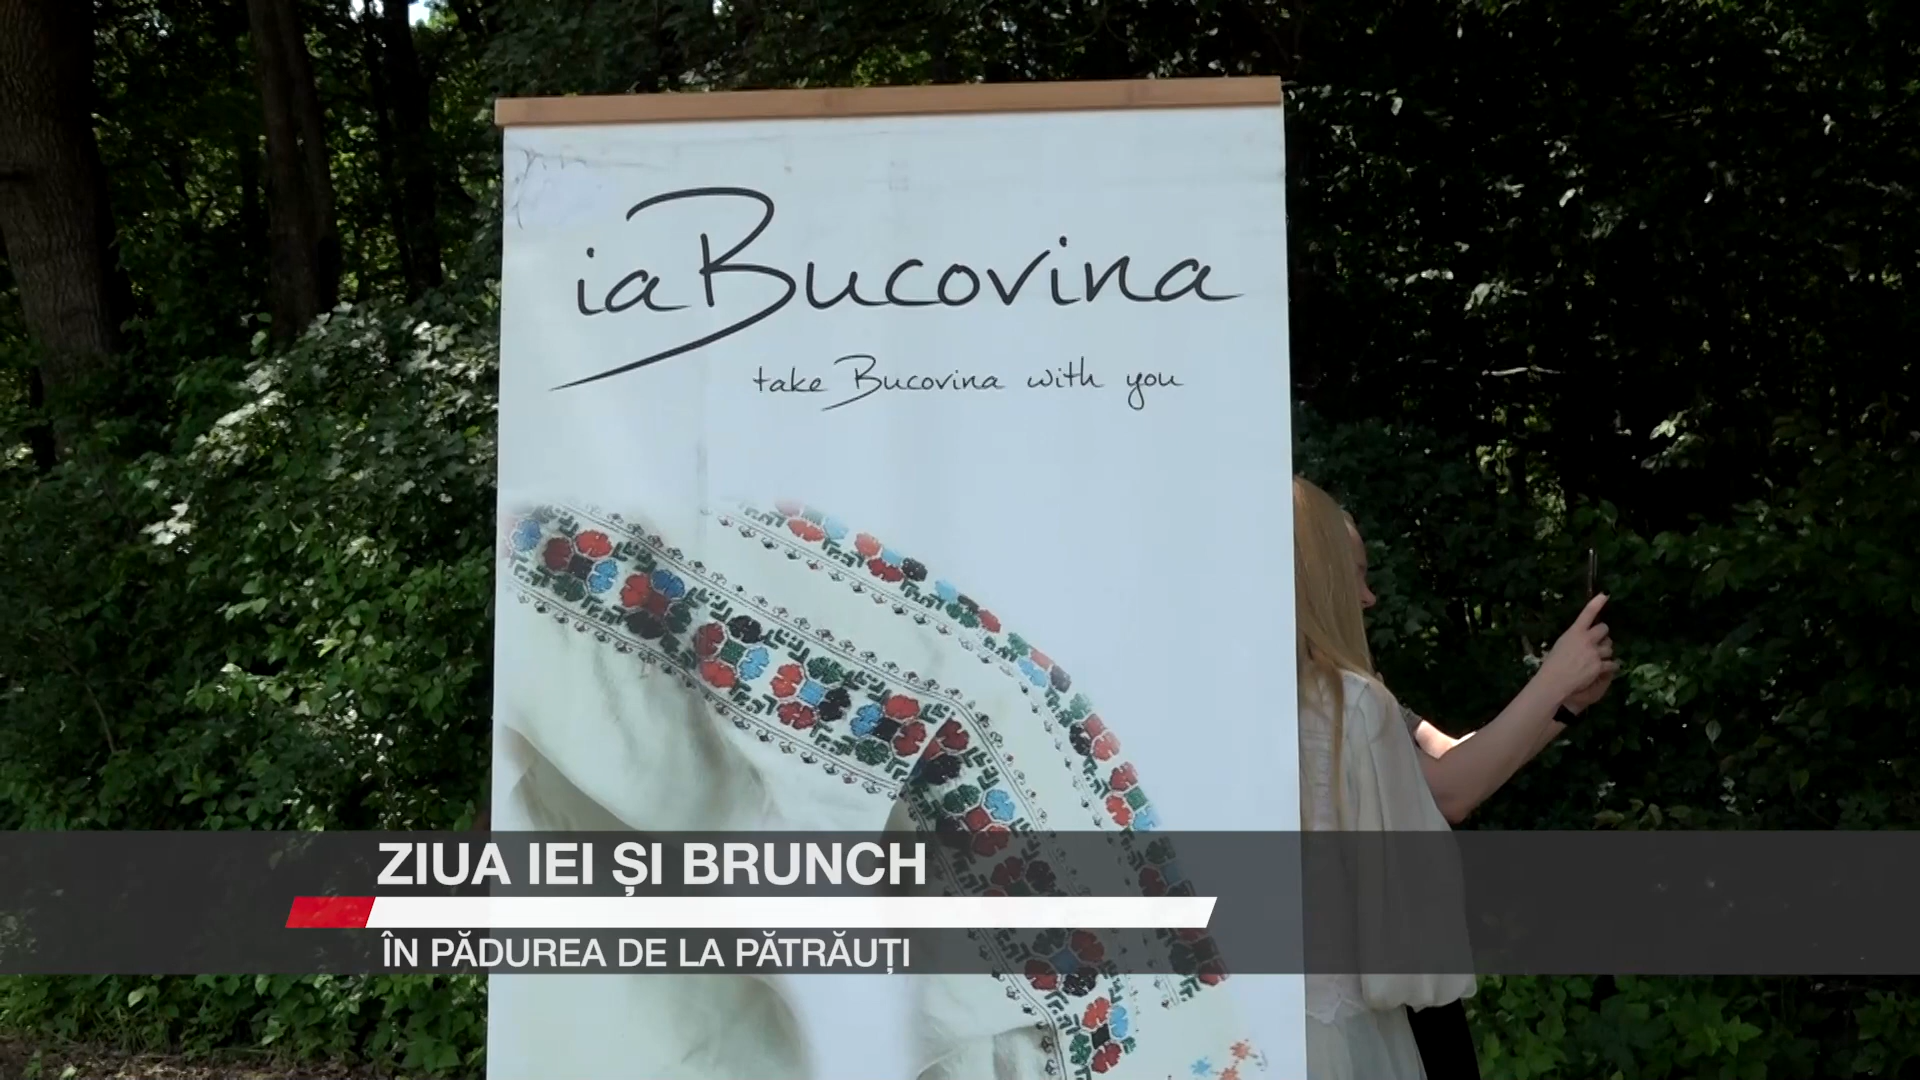 iaBucovina
take Bucovina with you
ZIUA IEI ȘI BRUNCH
ÎN PĂDUREA DE LA PĂTRĂUȚI